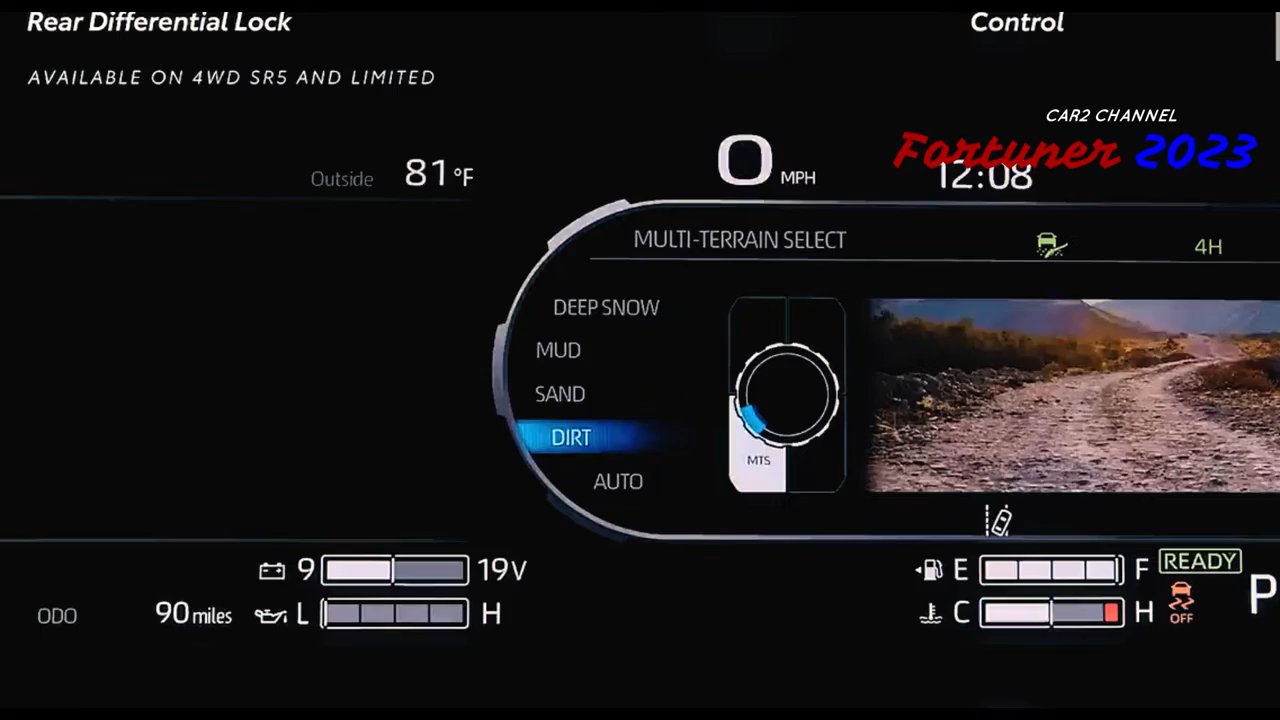 Rear Differential Lock
Control
AVAILABLE ON 4WD SR5 AND LIMITED
CAR2 CHANNEL
Fortuner 2023
Outside 81°F
0 MPH
12:08
MULTI-TERRAIN SELECT
4H
DEEP SNOW
MUD
SAND
DIRT
AUTO
MTS
9 19V
E F
READY
ODO 90 miles
L H
C H
OFF
P